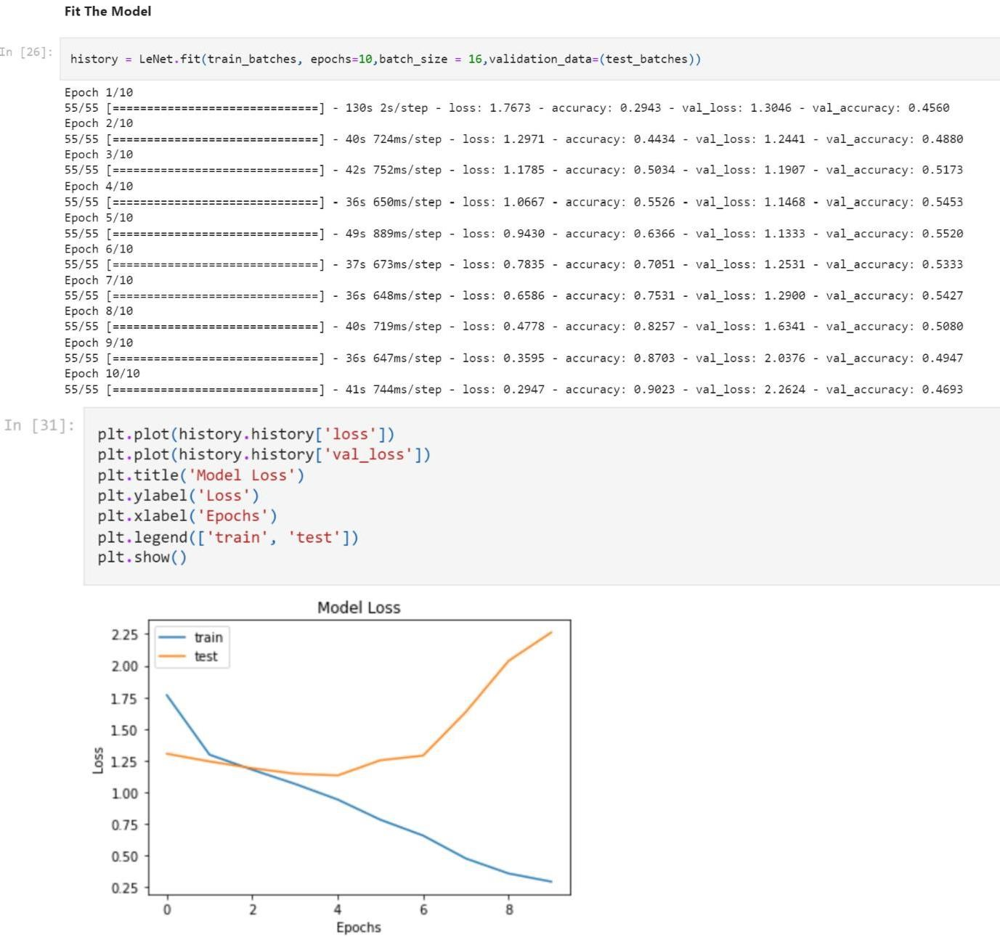 Fit The Model
In [26]:
history = LeNet.fit(train_batches, epochs=10,batch_size = 16,validation_data=(test_batches))
Epoch 1/10
55/55 [==============================] - 130s 2s/step - loss: 1.7673 - accuracy: 0.2943 - val_loss: 1.3046 - val_accuracy: 0.4560
Epoch 2/10
55/55 [==============================] - 40s 724ms/step - loss: 1.2971 - accuracy: 0.4434 - val_loss: 1.2441 - val_accuracy: 0.4880
Epoch 3/10
55/55 [==============================] - 42s 752ms/step - loss: 1.1785 - accuracy: 0.5034 - val_loss: 1.1907 - val_accuracy: 0.5173
Epoch 4/10
55/55 [==============================] - 36s 650ms/step - loss: 1.0667 - accuracy: 0.5526 - val_loss: 1.1468 - val_accuracy: 0.5453
Epoch 5/10
55/55 [==============================] - 49s 889ms/step - loss: 0.9430 - accuracy: 0.6366 - val_loss: 1.1333 - val_accuracy: 0.5520
Epoch 6/10
55/55 [==============================] - 37s 673ms/step - loss: 0.7835 - accuracy: 0.7051 - val_loss: 1.2531 - val_accuracy: 0.5333
Epoch 7/10
55/55 [==============================] - 36s 648ms/step - loss: 0.6586 - accuracy: 0.7531 - val_loss: 1.2900 - val_accuracy: 0.5427
Epoch 8/10
55/55 [==============================] - 40s 719ms/step - loss: 0.4778 - accuracy: 0.8257 - val_loss: 1.6341 - val_accuracy: 0.5080
Epoch 9/10
55/55 [==============================] - 36s 647ms/step - loss: 0.3595 - accuracy: 0.8703 - val_loss: 2.0376 - val_accuracy: 0.4947
Epoch 10/10
55/55 [==============================] - 41s 744ms/step - loss: 0.2947 - accuracy: 0.9023 - val_loss: 2.2624 - val_accuracy: 0.4693
In [31]:
plt.plot(history.history['loss'])
plt.plot(history.history['val_loss'])
plt.title('Model Loss')
plt.ylabel('Loss')
plt.xlabel('Epochs')
plt.legend(['train', 'test'])
plt.show()
Model Loss
train
test
2.25
2.00
1.75
1.50
1.25
1.00
0.75
0.50
0.25
Loss
0 2 4 6 8
Epochs